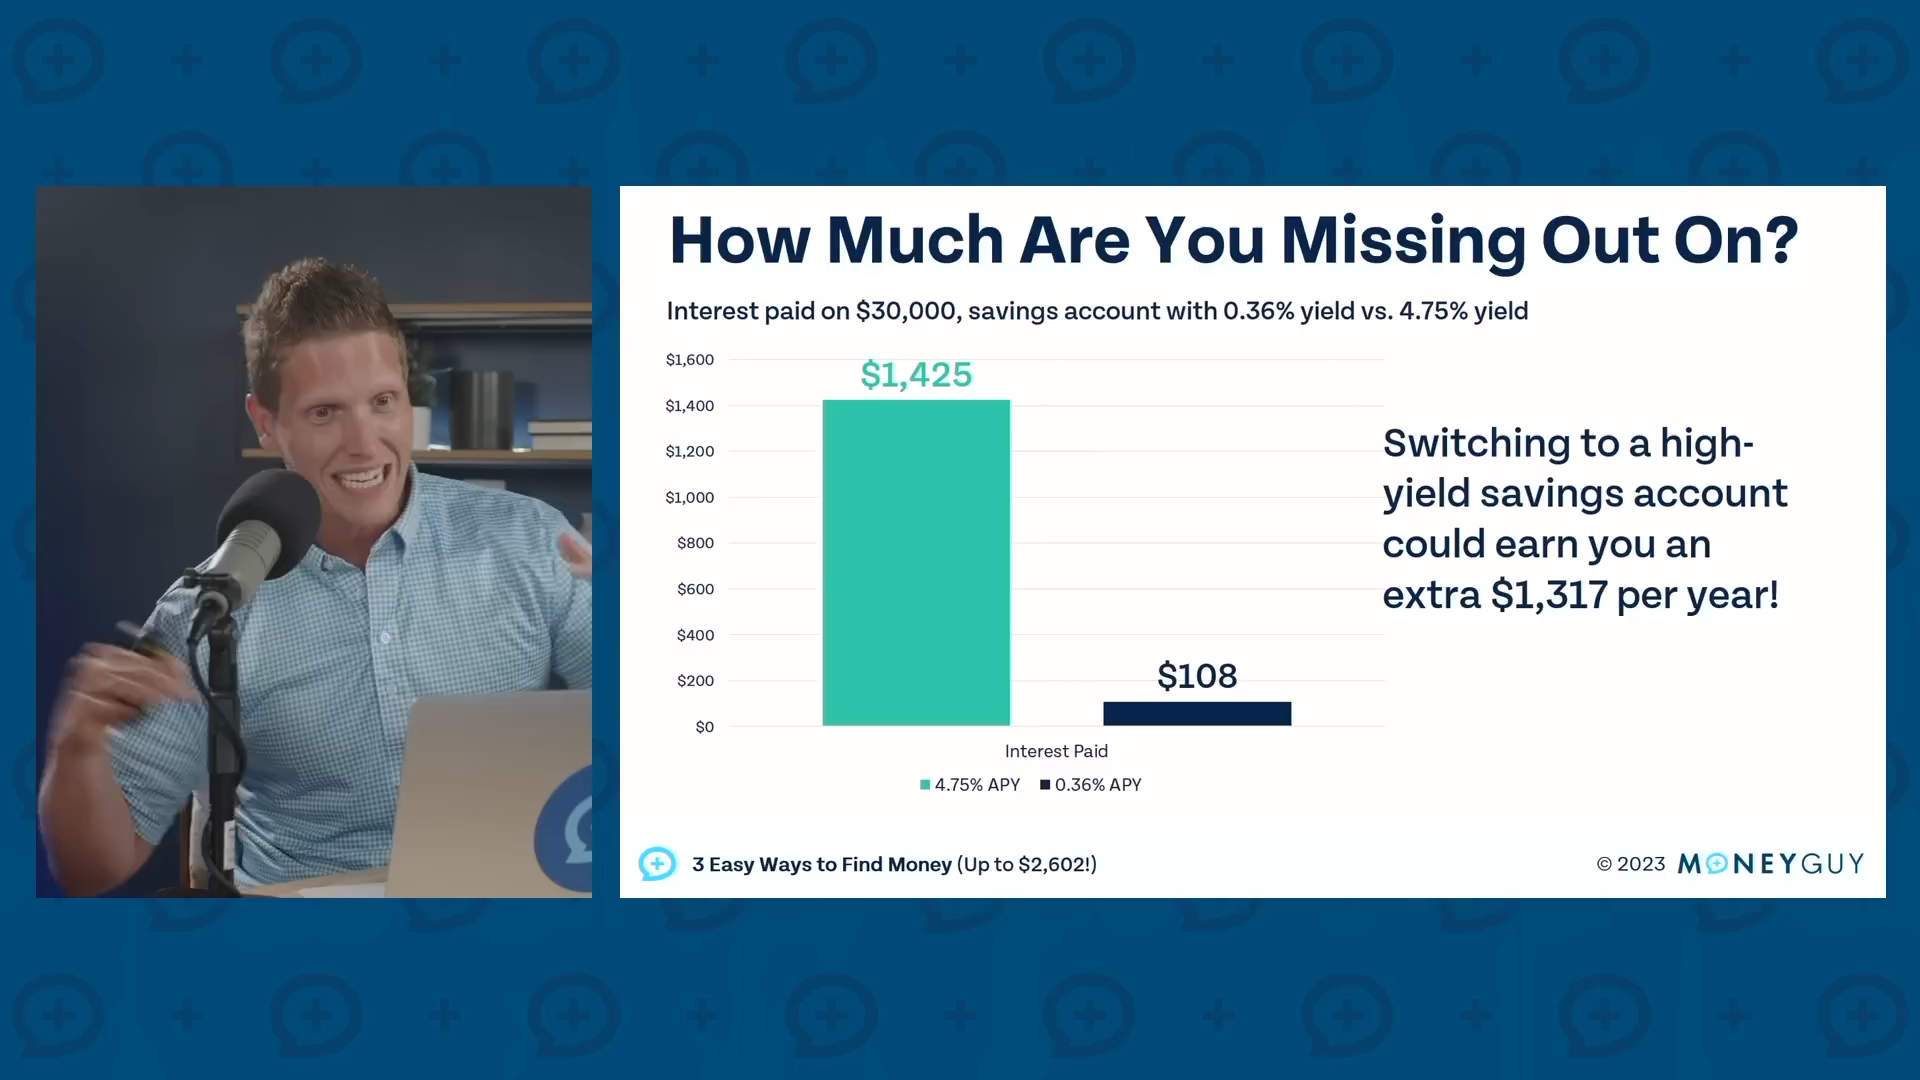 How Much Are You Missing Out On?
Interest paid on $30,000, savings account with 0.36% yield vs. 4.75% yield
$1,600
$1,400
$1,200
$1,000
$800
$600
$400
$200
$0
$1,425
$108
Interest Paid
4.75% APY 0.36% APY
Switching to a high-
yield savings account
could earn you an
extra $1,317 per year!
3 Easy Ways to Find Money (Up to $2,602!)
© 2023 MONEYGUY